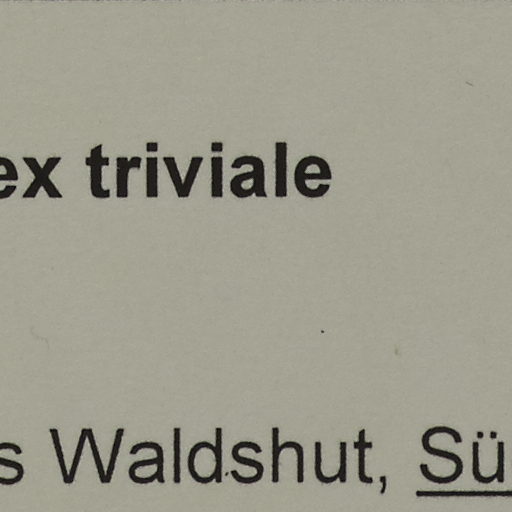 ex triviale
s Waldshut, Sü